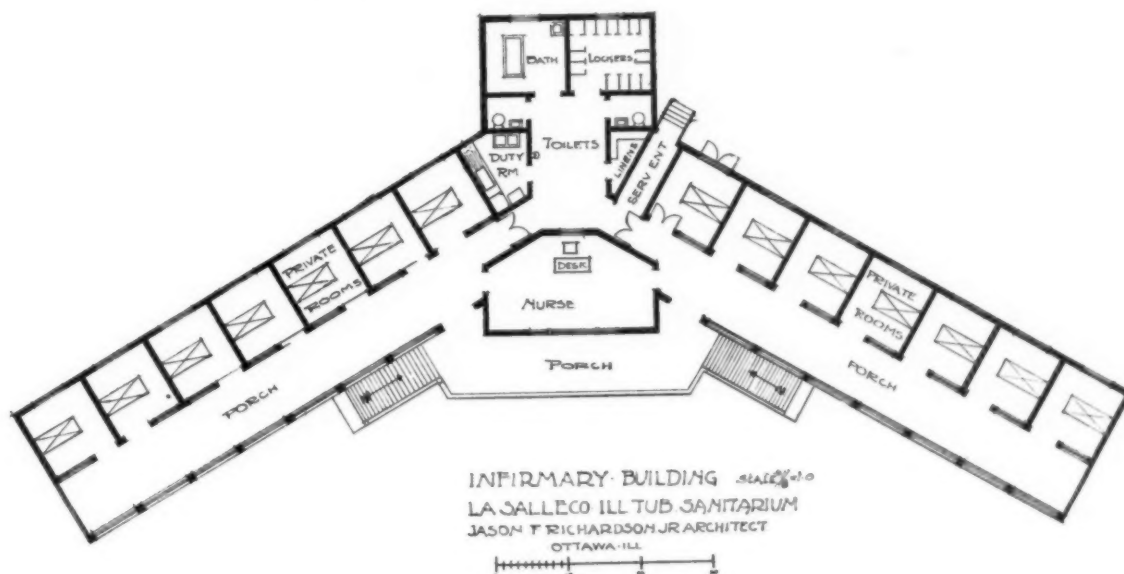 BATH
LOCKERS
TOILETS
DUTY
RM
LINENS
SERV ENT
PRIVATE
ROOMS
DESK
NURSE
PRIVATE
ROOMS
PORCH
PORCH
PORCH
INFIRMARY·BUILDING SCALE
LA SALLE CO ILL TUB. SANITARIUM
JASON F RICHARDSON JR ARCHITECT
OTTAWA·ILL